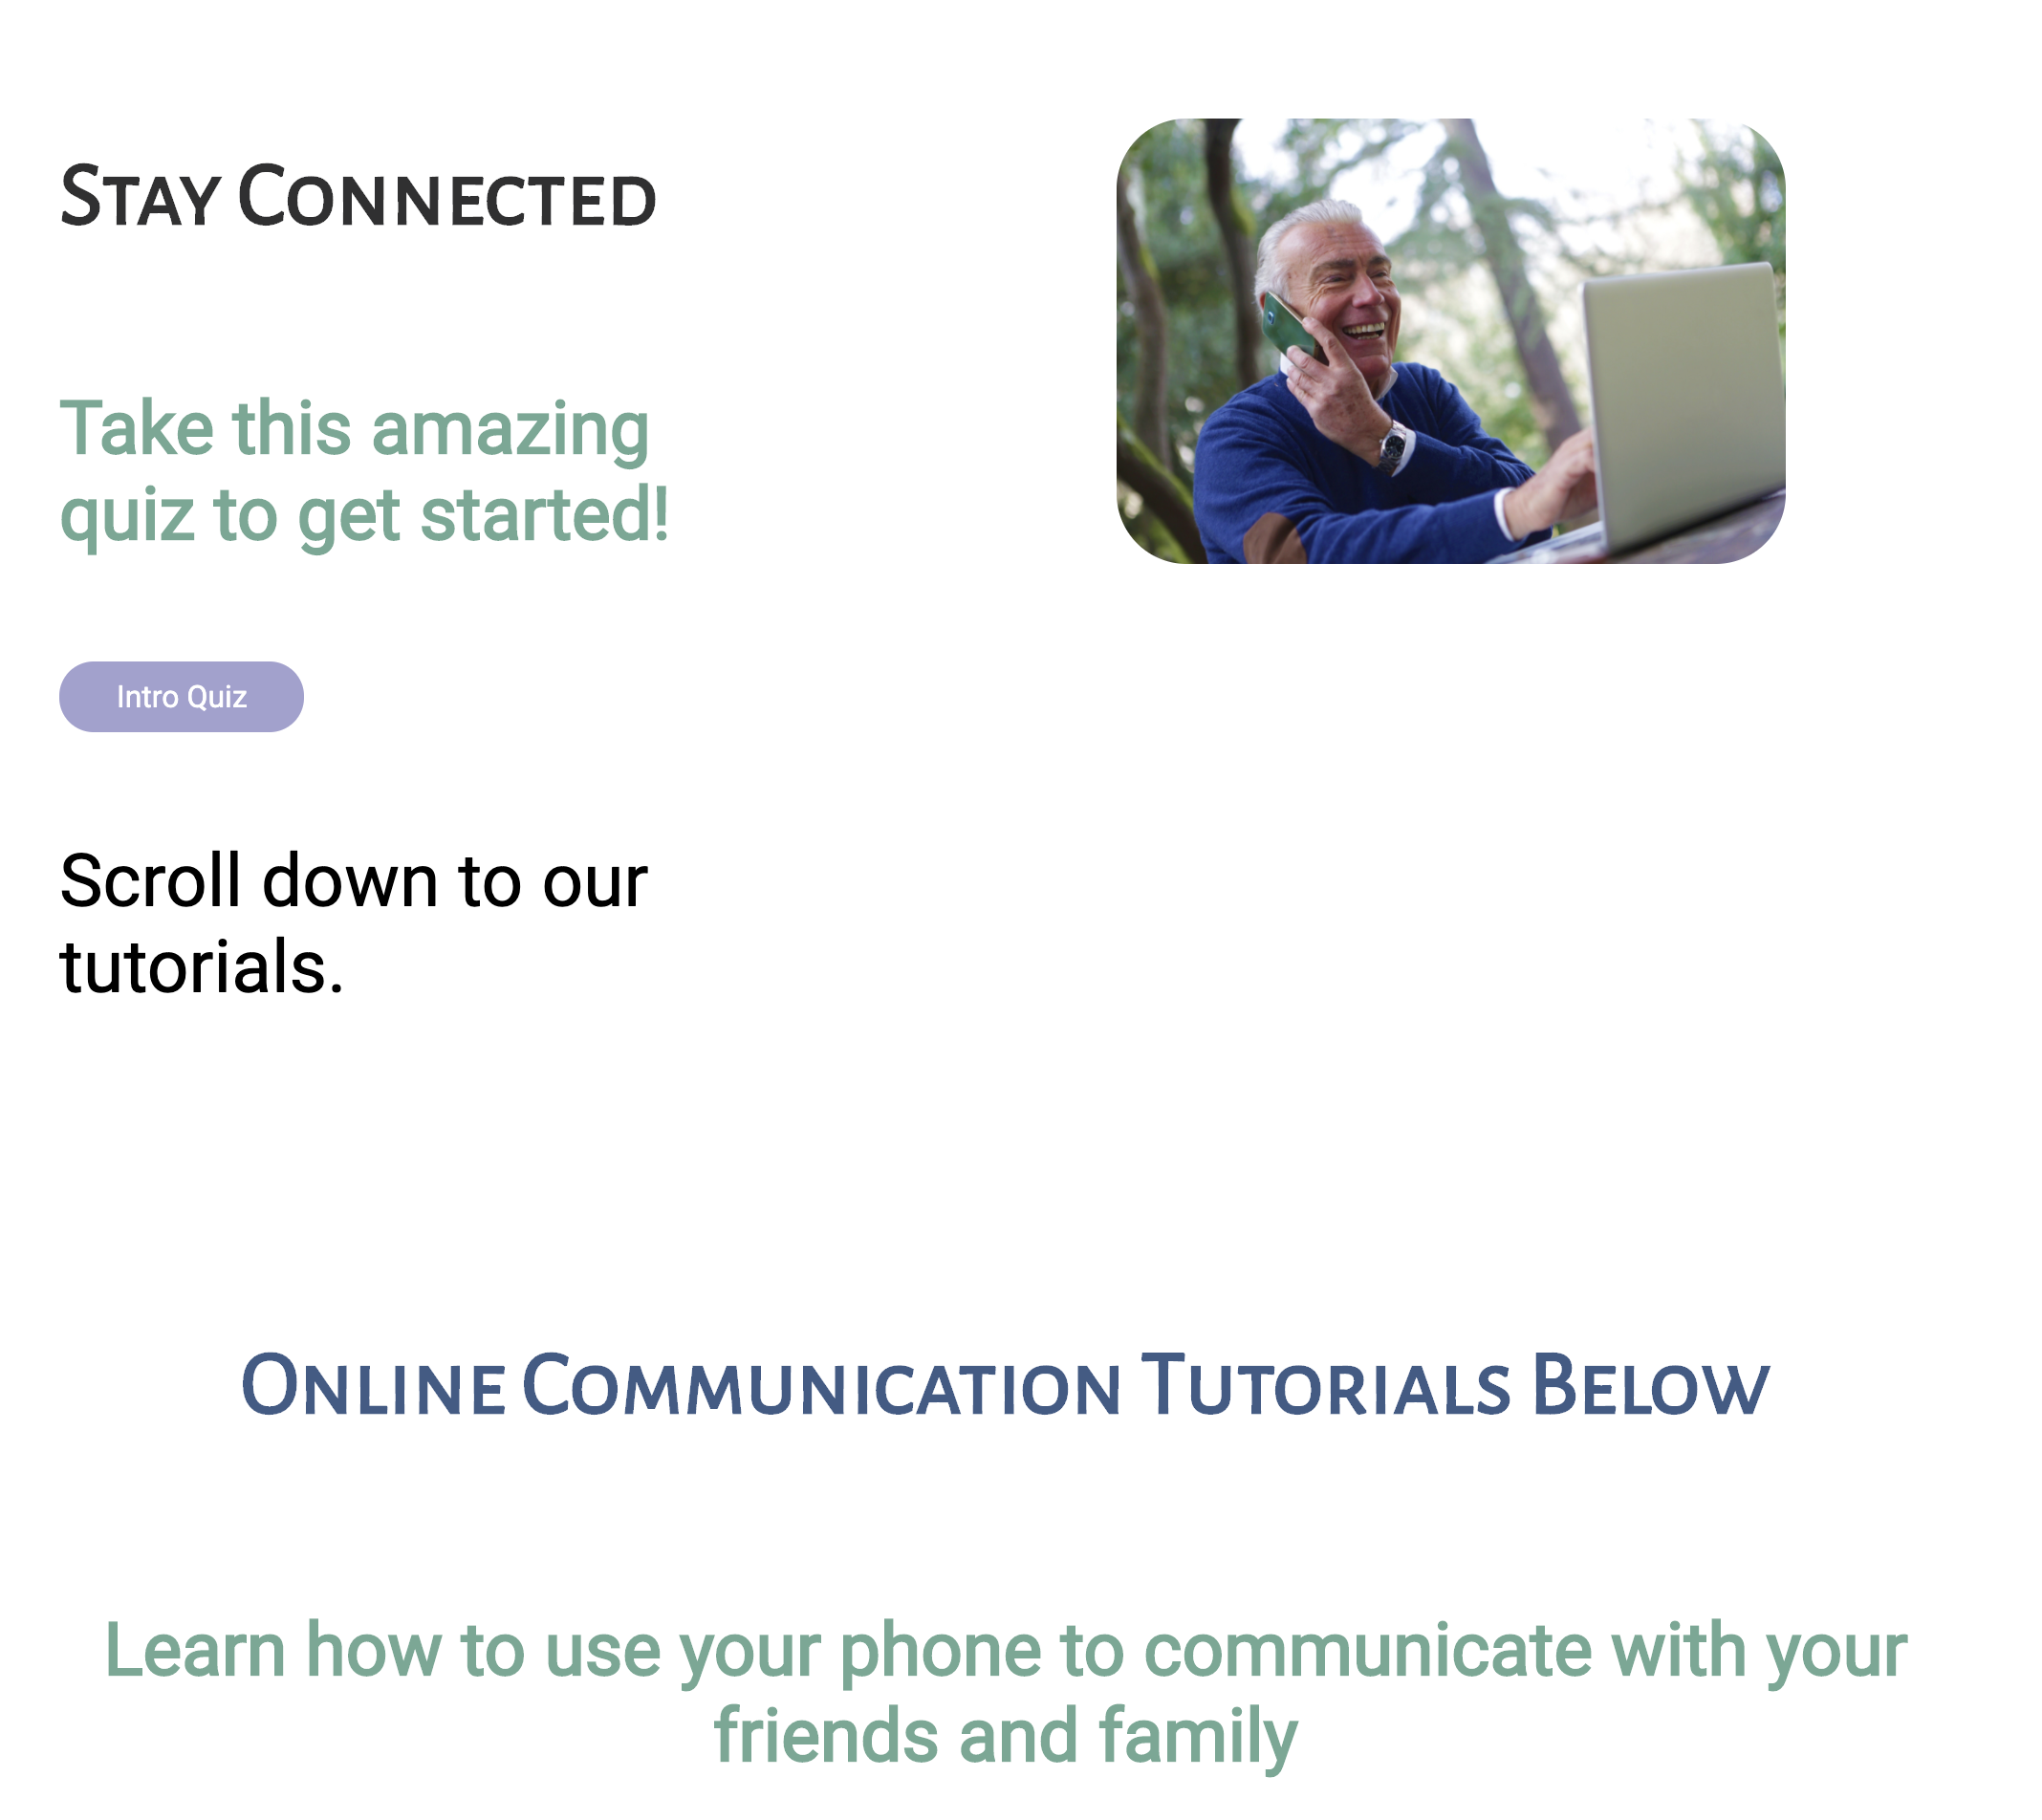 Stay Connected
Take this amazing
quiz to get started!
Intro Quiz
Scroll down to our
tutorials.
Online Communication Tutorials Below
Learn how to use your phone to communicate with your
friends and family